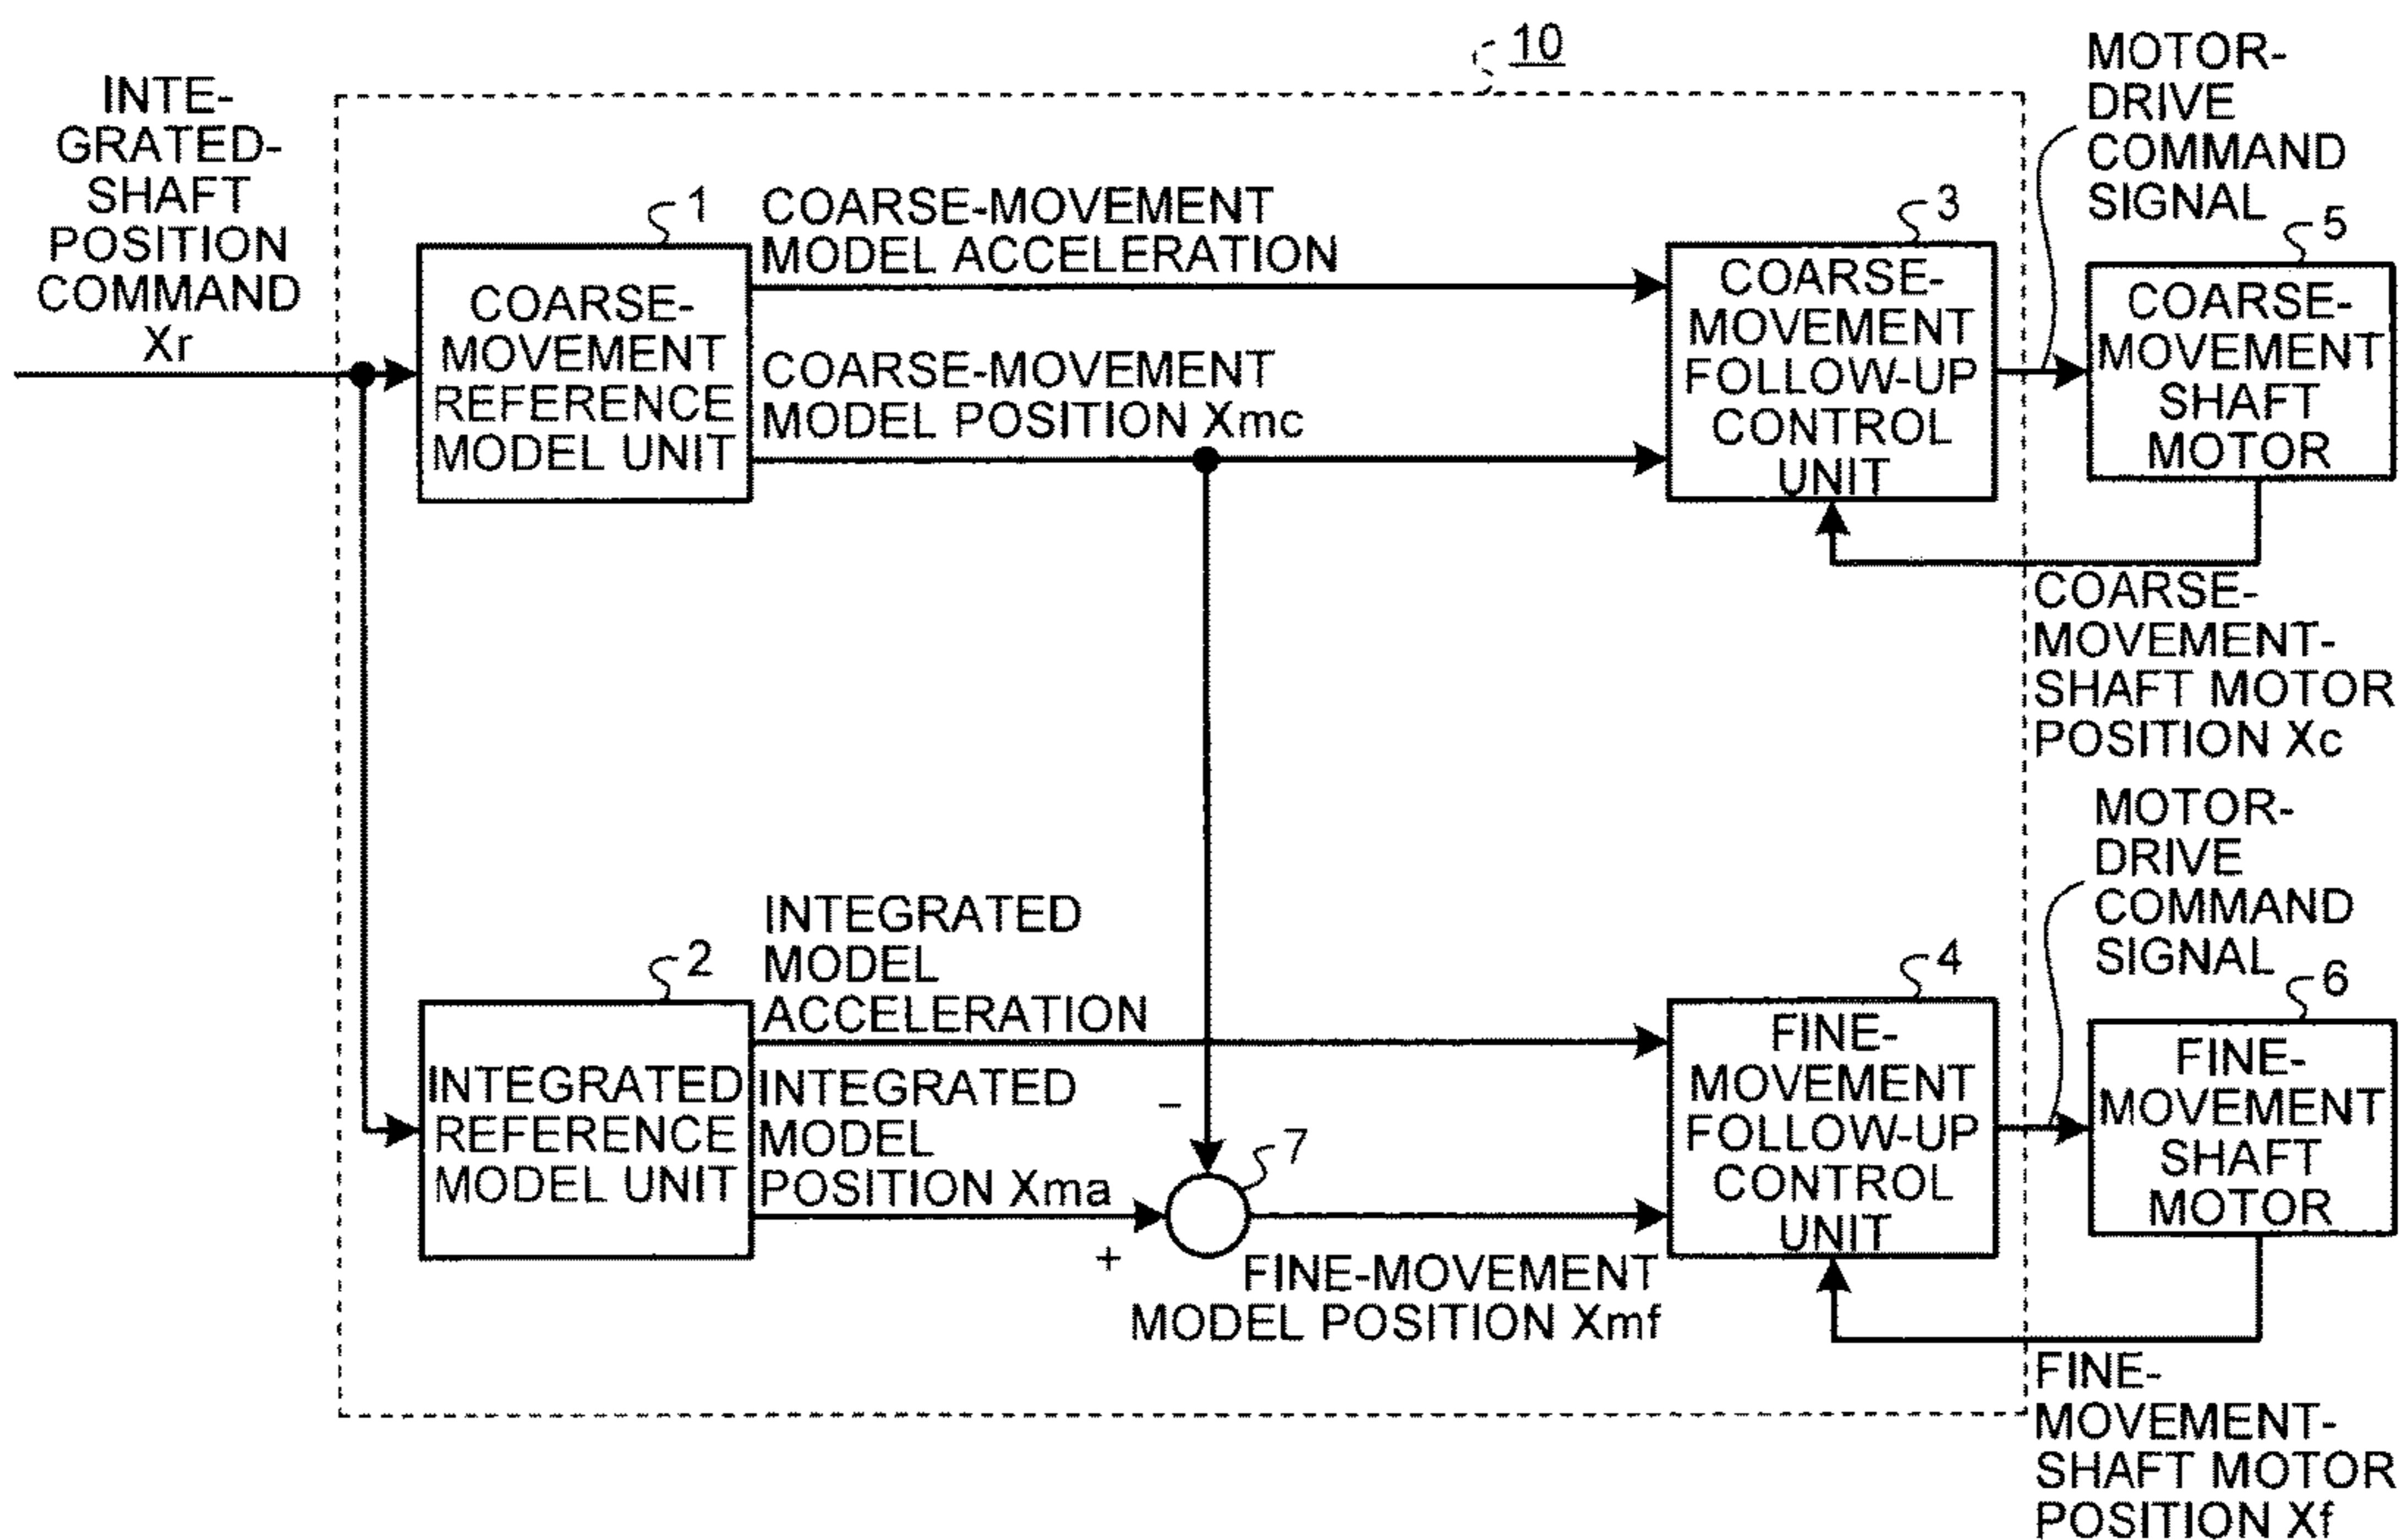 10
INTE-
GRATED-
SHAFT
POSITION
COMMAND
Xr
1
COARSE-
MOVEMENT
REFERENCE
MODEL UNIT
COARSE-MOVEMENT
MODEL ACCELERATION
COARSE-MOVEMENT
MODEL POSITION Xmc
3
COARSE-
MOVEMENT
FOLLOW-UP
CONTROL
UNIT
MOTOR-
DRIVE
COMMAND
SIGNAL
5
COARSE-
MOVEMENT
SHAFT
MOTOR
COARSE-
MOVEMENT-
SHAFT MOTOR
POSITION Xc
2
INTEGRATED
REFERENCE
MODEL UNIT
INTEGRATED
MODEL
ACCELERATION
INTEGRATED
MODEL
POSITION Xma
−
+
7
FINE-MOVEMENT
MODEL POSITION Xmf
4
FINE-
MOVEMENT
FOLLOW-UP
CONTROL
UNIT
MOTOR-
DRIVE
COMMAND
SIGNAL
6
FINE-
MOVEMENT
SHAFT
MOTOR
FINE-
MOVEMENT-
SHAFT MOTOR
POSITION Xf